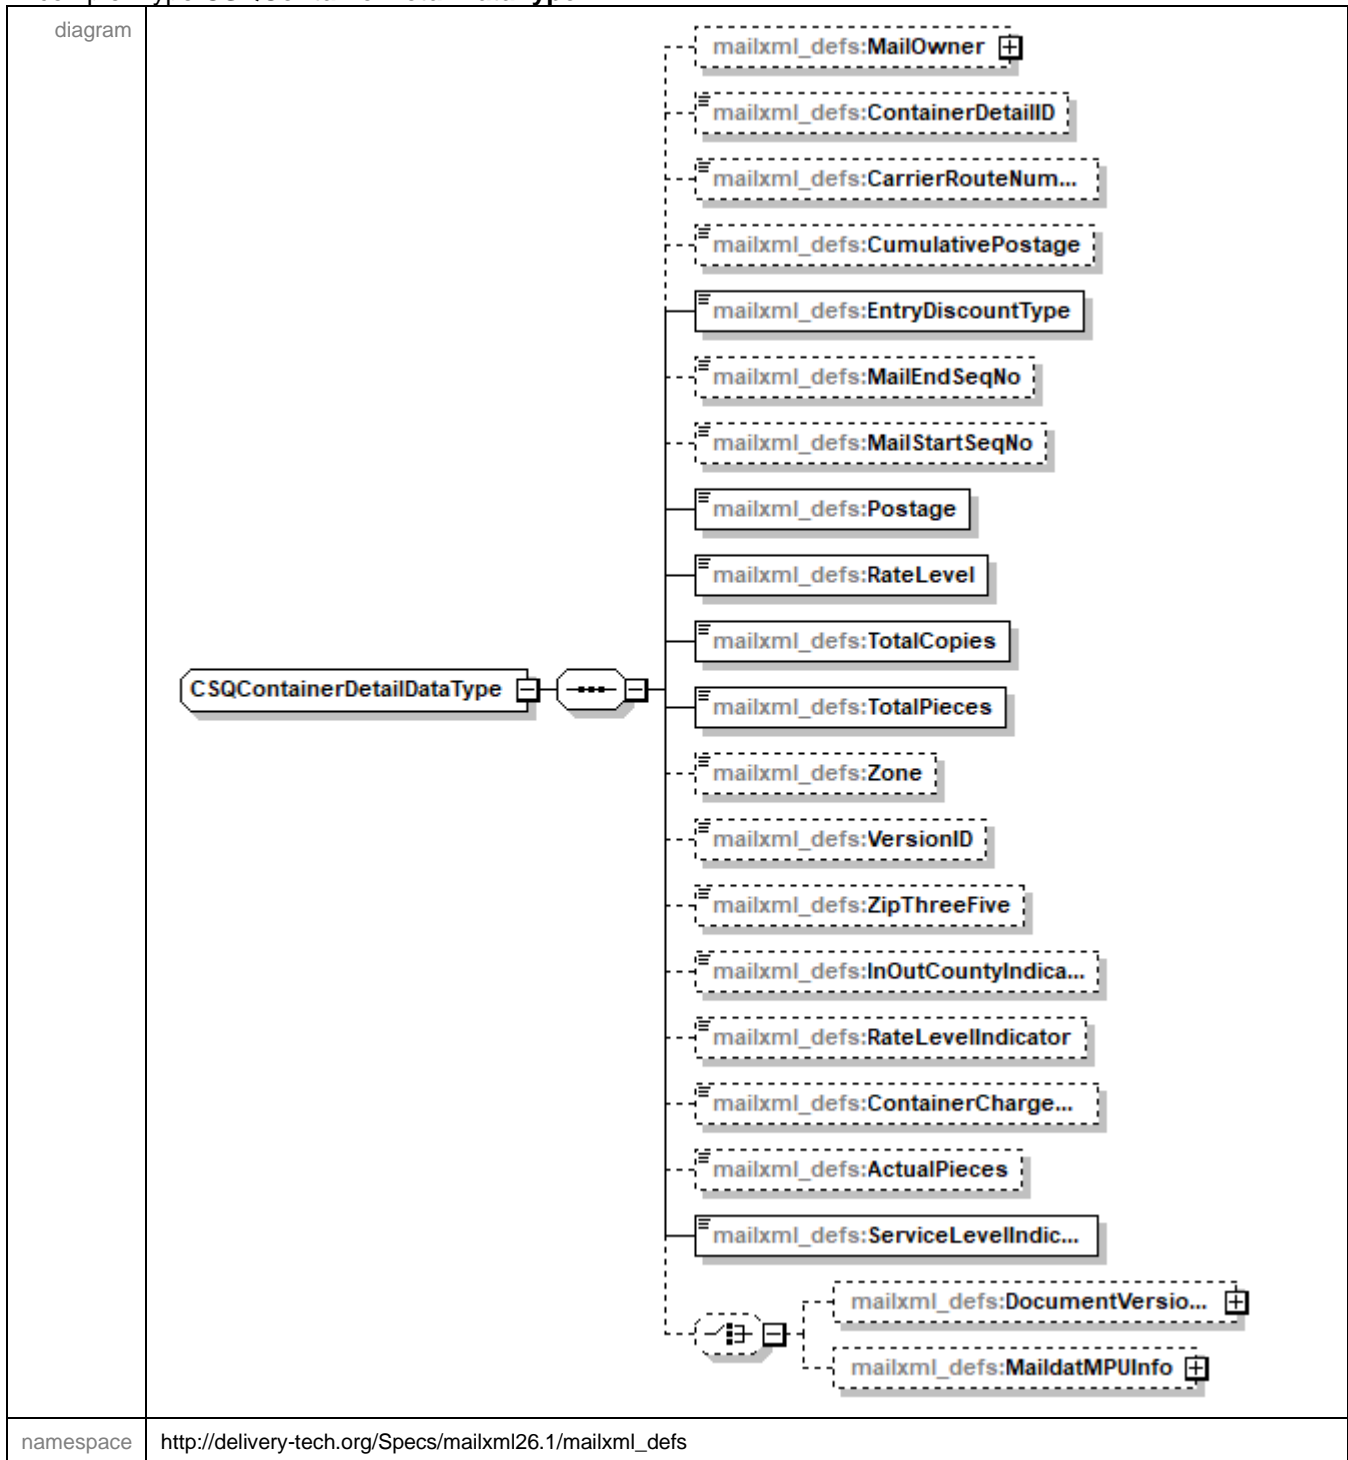 diagram
mailxml_defs:MailOwner
mailxml_defs:ContainerDetailID
mailxml_defs:CarrierRouteNum...
mailxml_defs:CumulativePostage
mailxml_defs:EntryDiscountType
mailxml_defs:MailEndSeqNo
mailxml_defs:MailStartSeqNo
mailxml_defs:Postage
mailxml_defs:RateLevel
mailxml_defs:TotalCopies
CSQContainerDetailDataType
mailxml_defs:TotalPieces
mailxml_defs:Zone
mailxml_defs:VersionID
mailxml_defs:ZipThreeFive
mailxml_defs:InOutCountyIndica...
mailxml_defs:RateLevelIndicator
mailxml_defs:ContainerCharge...
mailxml_defs:ActualPieces
mailxml_defs:ServiceLevelIndic...
mailxml_defs:DocumentVersio...
mailxml_defs:MaildatMPUInfo
namespace http://delivery-tech.org/Specs/mailxml26.1/mailxml_defs